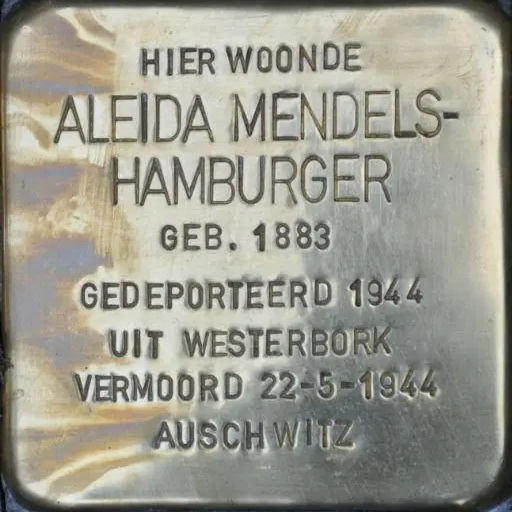 HIER WOONDE
ALEIDA MENDELS-
HAMBURGER
GEB. 1883
GEDEPORTEERD 1944
UIT WESTERBORK
VERMOORD 22-5-1944
AUSCHWITZ